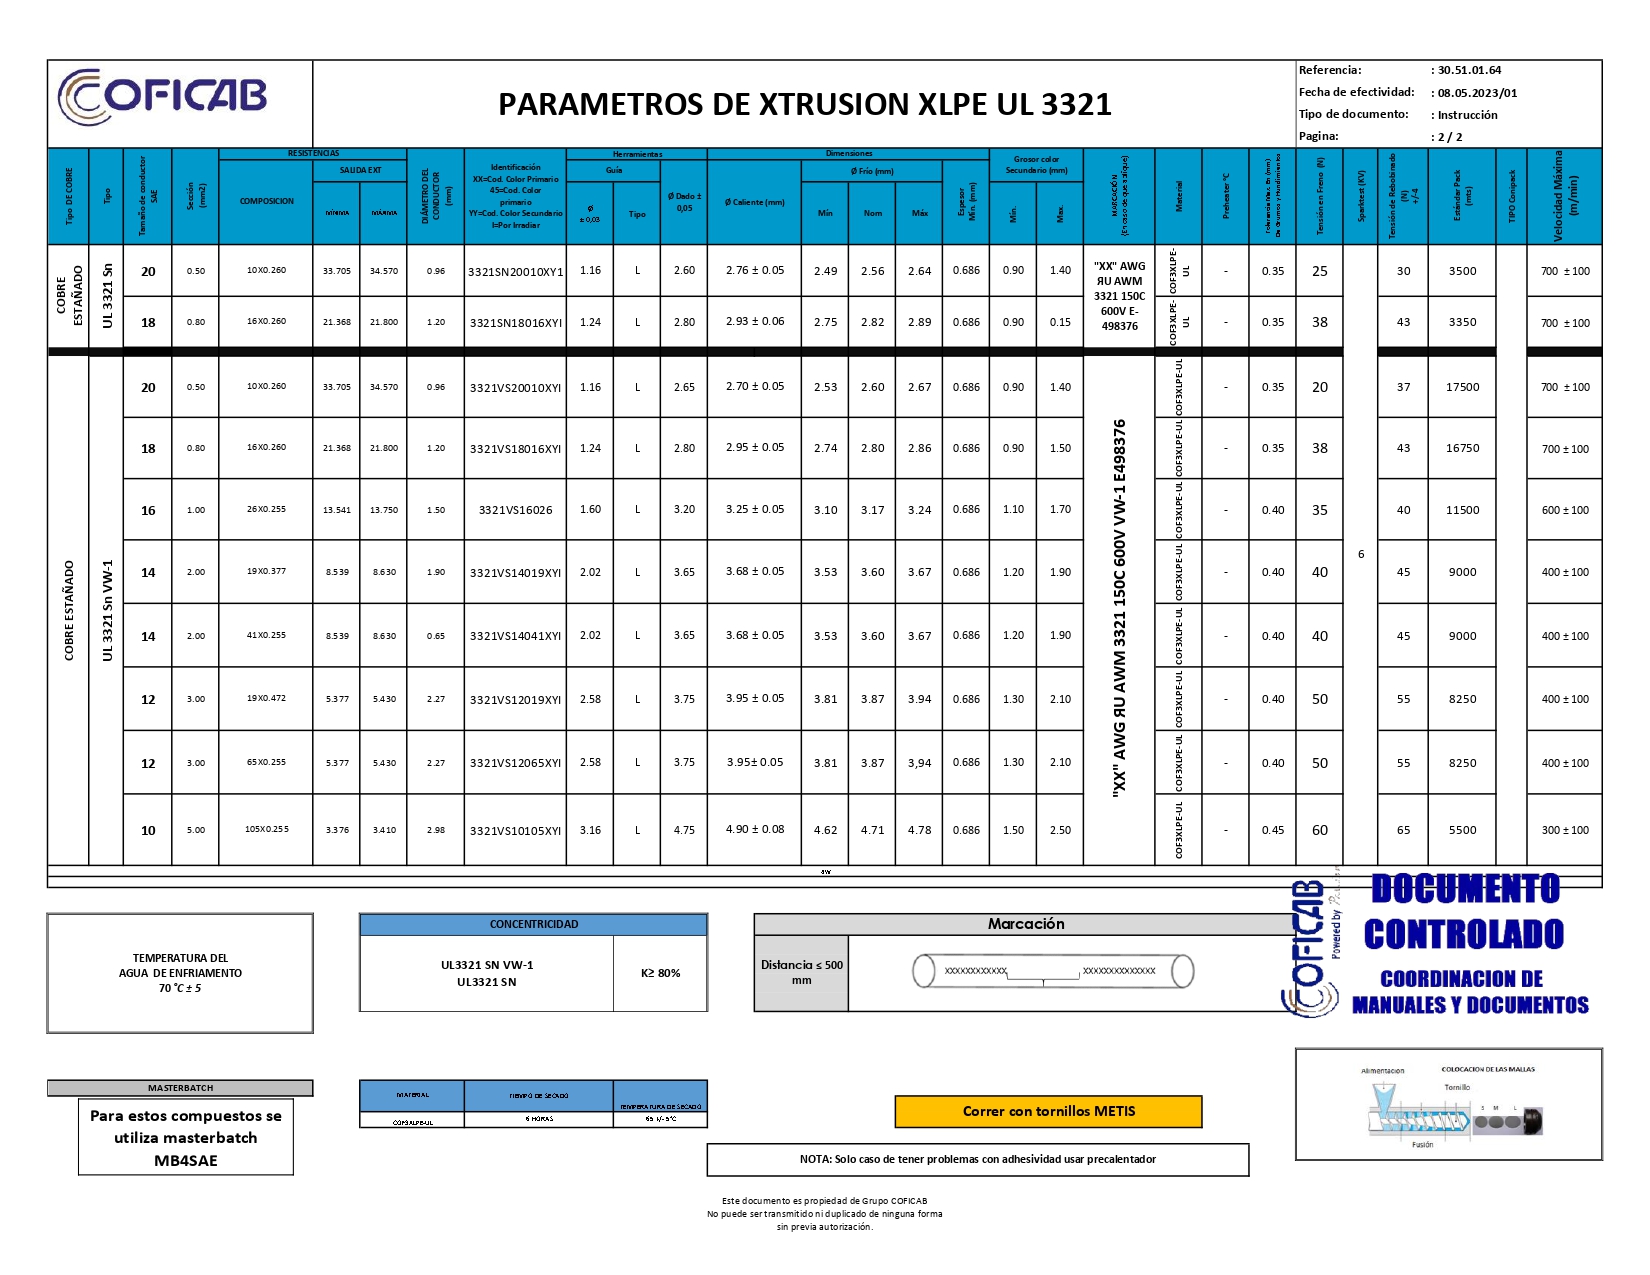 COFICAB
PARAMETROS DE XTRUSION XLPE UL 3321
Referencia: : 30.51.01.64
Fecha de efectividad: : 08.05.2023/01
Tipo de documento: : Instrucción
Pagina: : 2 / 2
Tipo DE COBRE
Tipo
Tamaño de conductor SAE
Sección (mm2)
RESISTENCIAS
COMPOSICION
SALIDA EXT
MÍNIMA
MÁXIMA
DIÁMETRO DEL CONDUCTOR (mm)
Identificación
XX=Cod. Color Primario
45=Cod. Color
primario
YY=Cod. Color Secundario
I=Por Irradiar
Herramientas
Guía
Ø ± 0,03
Tipo
Ø Dado ± 0,05
Dimensiones
Ø Caliente (mm)
Ø Frío (mm)
Mín
Nom
Máx
Espesor Mín. (mm)
Grosor color Secundario (mm)
Mín.
Max.
MARCACIÓN (En caso de que aplique)
Material
Preheater °C
Tolerancia Max. En (mm) De Grumos y Hundimientos
Tensión en Freno (N)
Sparktest (KV)
Tensión de Rebobinado (N) +/-4
Estándar Pack (mts)
TIPO Conipack
Velocidad Máxima (m/min)
COBRE ESTAÑADO
UL 3321 Sn
20 0.50 10X0.260 33.705 34.570 0.96 3321SN20010XY1 1.16 L 2.60 2.76 ± 0.05 2.49 2.56 2.64 0.686 0.90 1.40 COF3XLPE-UL - 0.35 25 30 3500 700 ± 100
"XX" AWG
ЯU AWM
3321 150C
600V E-
498376
18 0.80 16X0.260 21.368 21.800 1.20 3321SN18016XYI 1.24 L 2.80 2.93 ± 0.06 2.75 2.82 2.89 0.686 0.90 0.15 COF3XLPE-UL - 0.35 38 43 3350 700 ± 100
COBRE ESTAÑADO
UL 3321 Sn VW-1
20 0.50 10X0.260 33.705 34.570 0.96 3321VS20010XYI 1.16 L 2.65 2.70 ± 0.05 2.53 2.60 2.67 0.686 0.90 1.40 COF3XLPE-UL - 0.35 20 37 17500 700 ± 100
18 0.80 16X0.260 21.368 21.800 1.20 3321VS18016XYI 1.24 L 2.80 2.95 ± 0.05 2.74 2.80 2.86 0.686 0.90 1.50 COF3XLPE-UL - 0.35 38 43 16750 700 ± 100
16 1.00 26X0.255 13.541 13.750 1.50 3321VS16026 1.60 L 3.20 3.25 ± 0.05 3.10 3.17 3.24 0.686 1.10 1.70 COF3XLPE-UL - 0.40 35 40 11500 600 ± 100
"XX" AWG ЯU AWM 3321 150C 600V VW-1 E498376
6
14 2.00 19X0.377 8.539 8.630 1.90 3321VS14019XYI 2.02 L 3.65 3.68 ± 0.05 3.53 3.60 3.67 0.686 1.20 1.90 COF3XLPE-UL - 0.40 40 45 9000 400 ± 100
14 2.00 41X0.255 8.539 8.630 0.65 3321VS14041XYI 2.02 L 3.65 3.68 ± 0.05 3.53 3.60 3.67 0.686 1.20 1.90 COF3XLPE-UL - 0.40 40 45 9000 400 ± 100
12 3.00 19X0.472 5.377 5.430 2.27 3321VS12019XYI 2.58 L 3.75 3.95 ± 0.05 3.81 3.87 3.94 0.686 1.30 2.10 COF3XLPE-UL - 0.40 50 55 8250 400 ± 100
12 3.00 65X0.255 5.377 5.430 2.27 3321VS12065XYI 2.58 L 3.75 3.95± 0.05 3.81 3.87 3,94 0.686 1.30 2.10 COF3XLPE-UL - 0.40 50 55 8250 400 ± 100
10 5.00 105X0.255 3.376 3.410 2.98 3321VS10105XYI 3.16 L 4.75 4.90 ± 0.08 4.62 4.71 4.78 0.686 1.50 2.50 COF3XLPE-UL - 0.45 60 65 5500 300 ± 100
TEMPERATURA DEL
AGUA DE ENFRIAMENTO
70 °C ± 5
CONCENTRICIDAD
UL3321 SN VW-1
UL3321 SN
K≥ 80%
Marcación
Distancia ≤ 500
mm
XXXXXXXXXXXX XXXXXXXXXXXXXX
COFICAB
Powered by
DOCUMENTO
CONTROLADO
COORDINACION DE
MANUALES Y DOCUMENTOS
MASTERBATCH
Para estos compuestos se
utiliza masterbatch
MB4SAE
MATERIAL TIEMPO DE SECADO TEMPERATURA DE SECADO
COF3XLPE-UL 6 HORAS 65 +/- 5°C
Correr con tornillos METIS
NOTA: Solo caso de tener problemas con adhesividad usar precalentador
Alimentacion
COLOCACION DE LAS MALLAS
Tornillo
S M L
Fusión
Este documento es propiedad de Grupo COFICAB
No puede ser transmitido ni duplicado de ninguna forma
sin previa autorización.